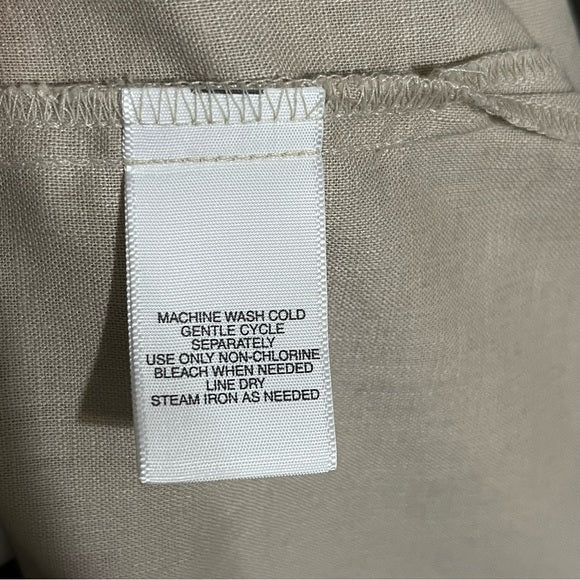 MACHINE WASH COLD
GENTLE CYCLE
SEPARATELY
USE ONLY NON-CHLORINE
BLEACH WHEN NEEDED
LINE DRY
STEAM IRON AS NEEDED